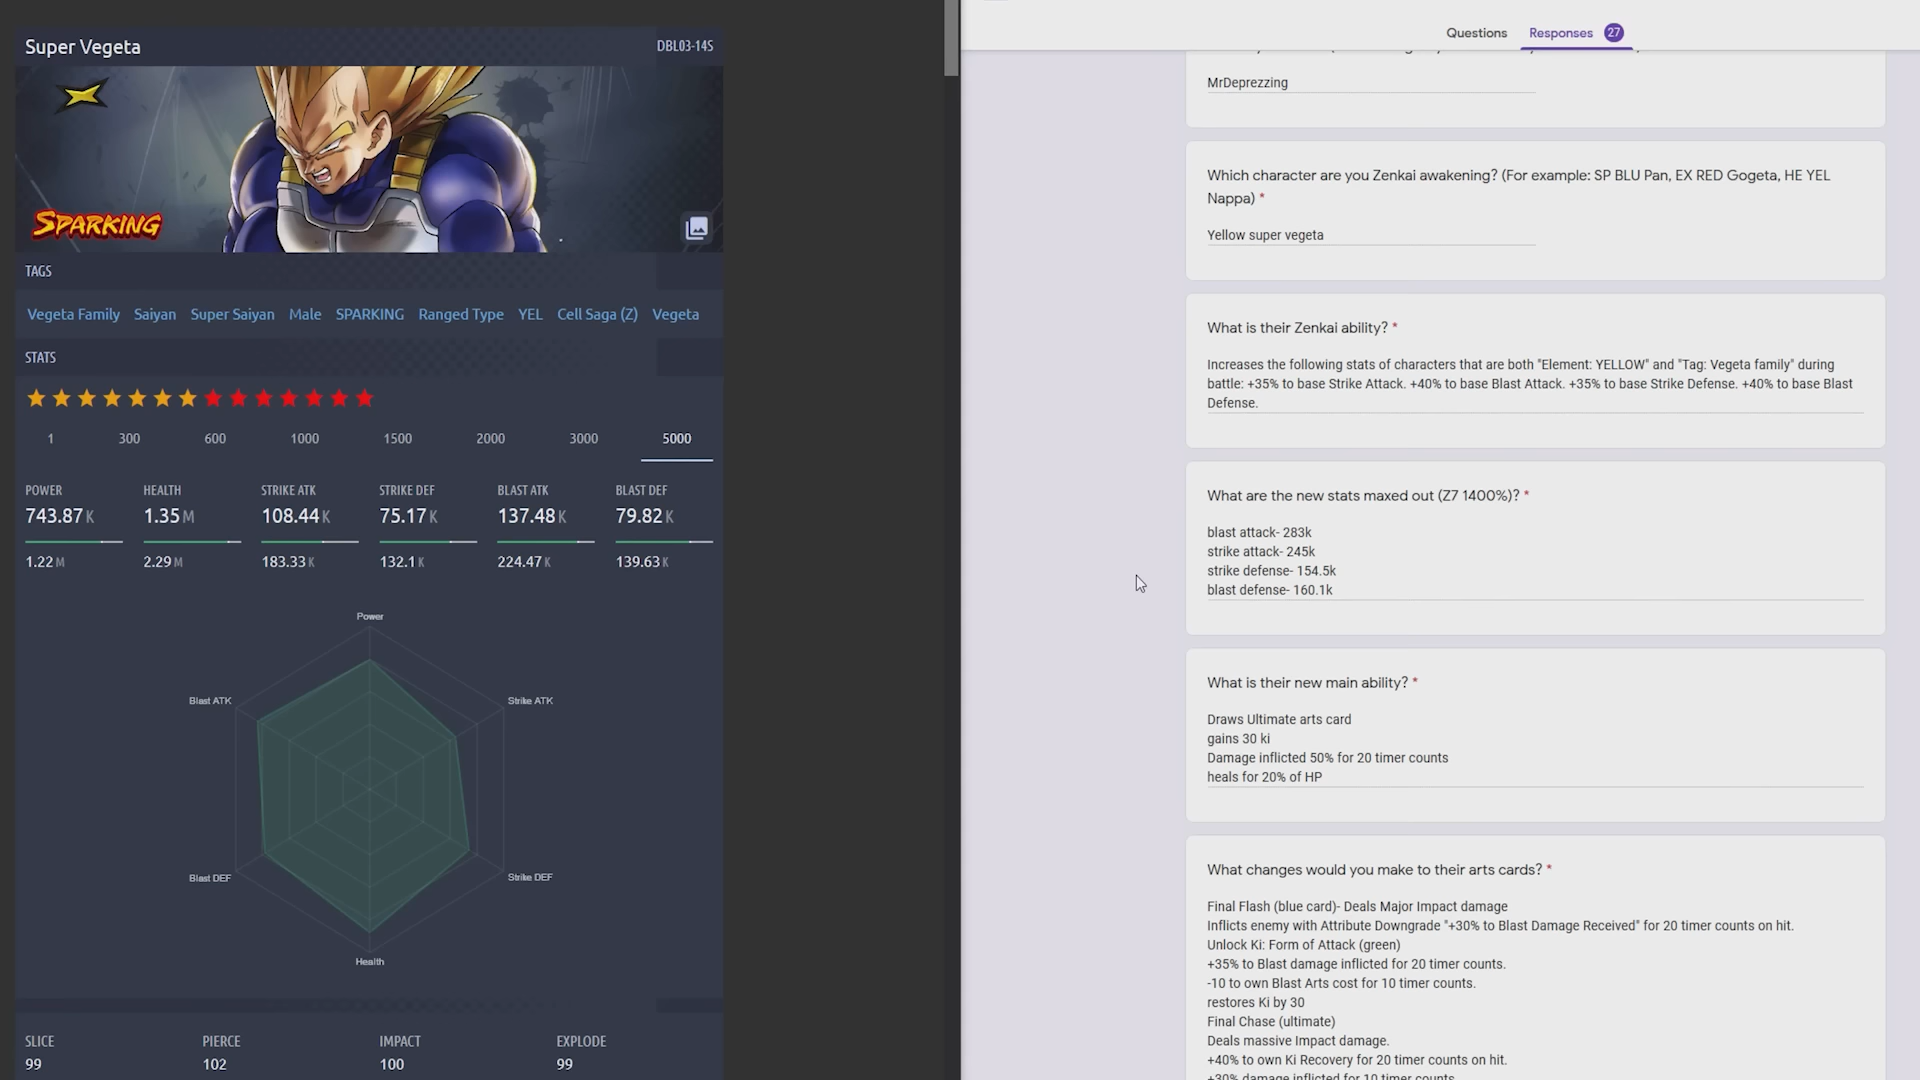 Super Vegeta
DBL03-14S
SPARKING
TAGS
Vegeta Family Saiyan Super Saiyan Male SPARKING Ranged Type YEL Cell Saga (Z) Vegeta
STATS
1 300 600 1000 1500 2000 3000 5000
POWER HEALTH STRIKE ATK STRIKE DEF BLAST ATK BLAST DEF
743.87 K 1.35 M 108.44 K 75.17 K 137.48 K 79.82 K
1.22 M 2.29 M 183.33 K 132.1 K 224.47 K 139.63 K
Power
Blast ATK
Strike ATK
Blast DEF
Strike DEF
Health
SLICE PIERCE IMPACT EXPLODE
99 102 100 99
Questions Responses 27
MrDeprezzing
Which character are you Zenkai awakening? (For example: SP BLU Pan, EX RED Gogeta, HE YEL
Nappa) *
Yellow super vegeta
What is their Zenkai ability? *
Increases the following stats of characters that are both "Element: YELLOW" and "Tag: Vegeta family" during
battle: +35% to base Strike Attack. +40% to base Blast Attack. +35% to base Strike Defense. +40% to base Blast
Defense.
What are the new stats maxed out (Z7 1400%)? *
blast attack- 283k
strike attack- 245k
strike defense- 154.5k
blast defense- 160.1k
What is their new main ability? *
Draws Ultimate arts card
gains 30 ki
Damage inflicted 50% for 20 timer counts
heals for 20% of HP
What changes would you make to their arts cards? *
Final Flash (blue card)- Deals Major Impact damage
Inflicts enemy with Attribute Downgrade "+30% to Blast Damage Received" for 20 timer counts on hit.
Unlock Ki: Form of Attack (green)
+35% to Blast damage inflicted for 20 timer counts.
-10 to own Blast Arts cost for 10 timer counts.
restores Ki by 30
Final Chase (ultimate)
Deals massive Impact damage.
+40% to own Ki Recovery for 20 timer counts on hit.
+30% damage inflicted for 10 timer counts